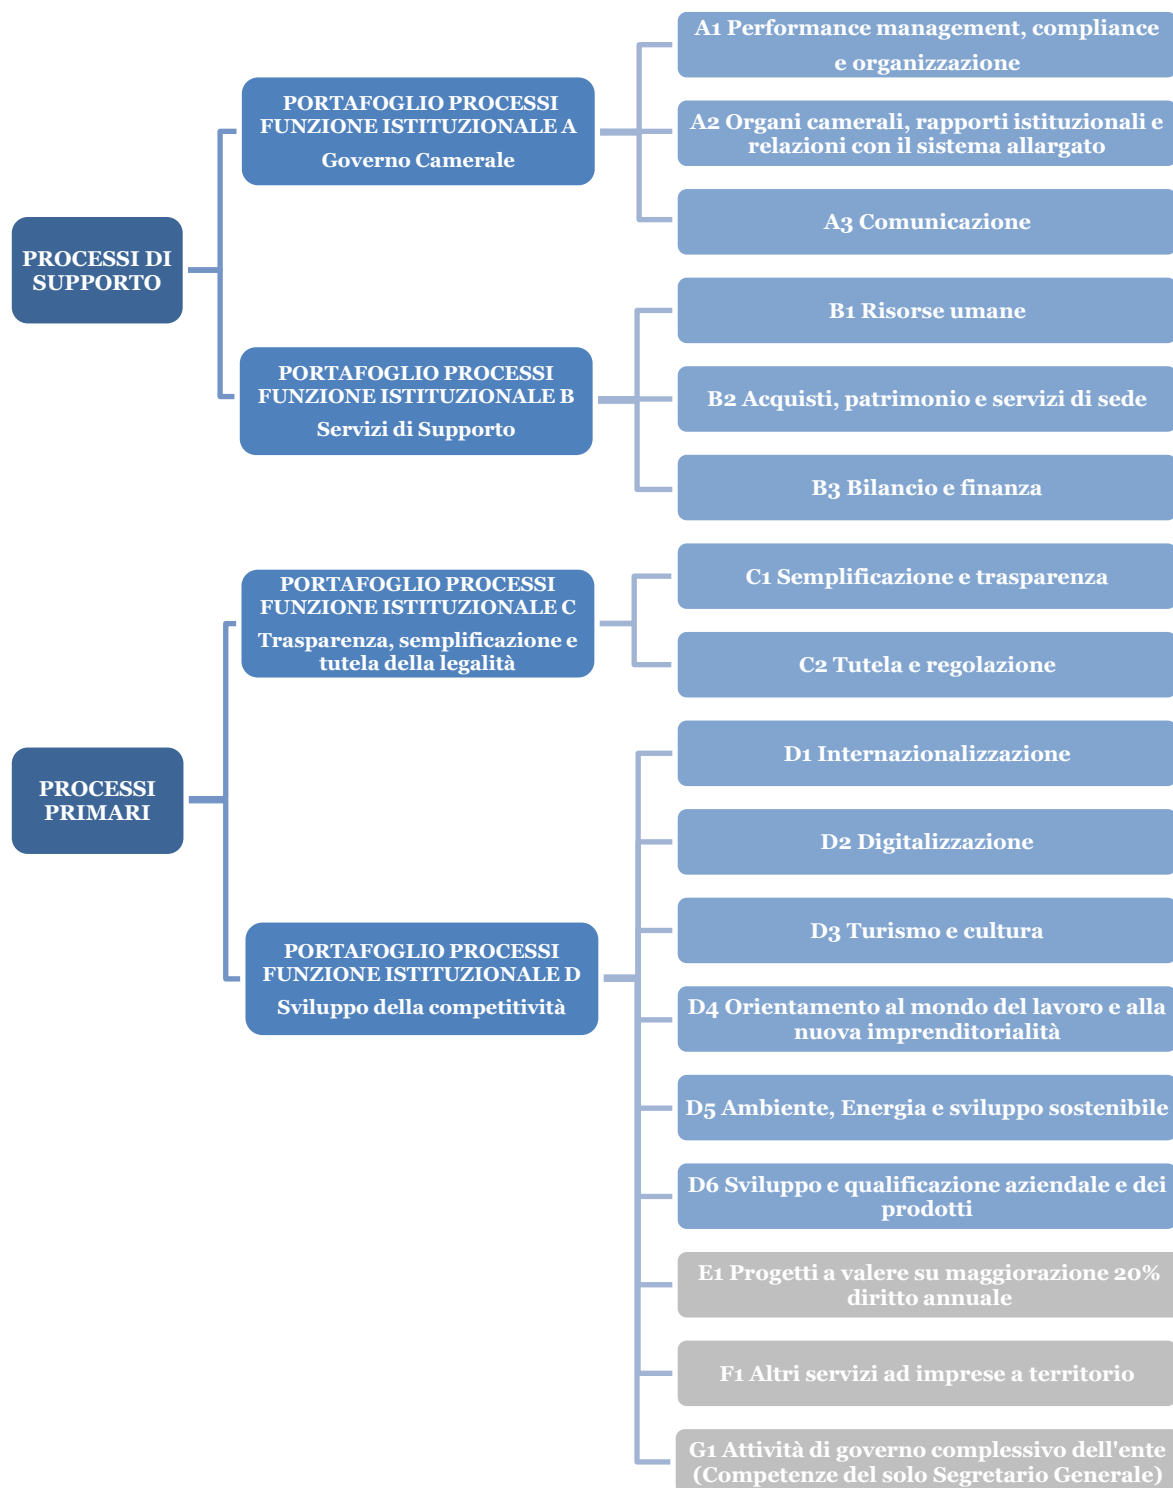 PROCESSI DI
SUPPORTO
PORTAFOGLIO PROCESSI
FUNZIONE ISTITUZIONALE A
Governo Camerale
A1 Performance management, compliance
e organizzazione
A2 Organi camerali, rapporti istituzionali e
relazioni con il sistema allargato
A3 Comunicazione
PORTAFOGLIO PROCESSI
FUNZIONE ISTITUZIONALE B
Servizi di Supporto
B1 Risorse umane
B2 Acquisti, patrimonio e servizi di sede
B3 Bilancio e finanza
PROCESSI
PRIMARI
PORTAFOGLIO PROCESSI
FUNZIONE ISTITUZIONALE C
Trasparenza, semplificazione e
tutela della legalità
C1 Semplificazione e trasparenza
C2 Tutela e regolazione
PORTAFOGLIO PROCESSI
FUNZIONE ISTITUZIONALE D
Sviluppo della competitività
D1 Internazionalizzazione
D2 Digitalizzazione
D3 Turismo e cultura
D4 Orientamento al mondo del lavoro e alla
nuova imprenditorialità
D5 Ambiente, Energia e sviluppo sostenibile
D6 Sviluppo e qualificazione aziendale e dei
prodotti
E1 Progetti a valere su maggiorazione 20%
diritto annuale
F1 Altri servizi ad imprese a territorio
G1 Attività di governo complessivo dell'ente
(Competenze del solo Segretario Generale)